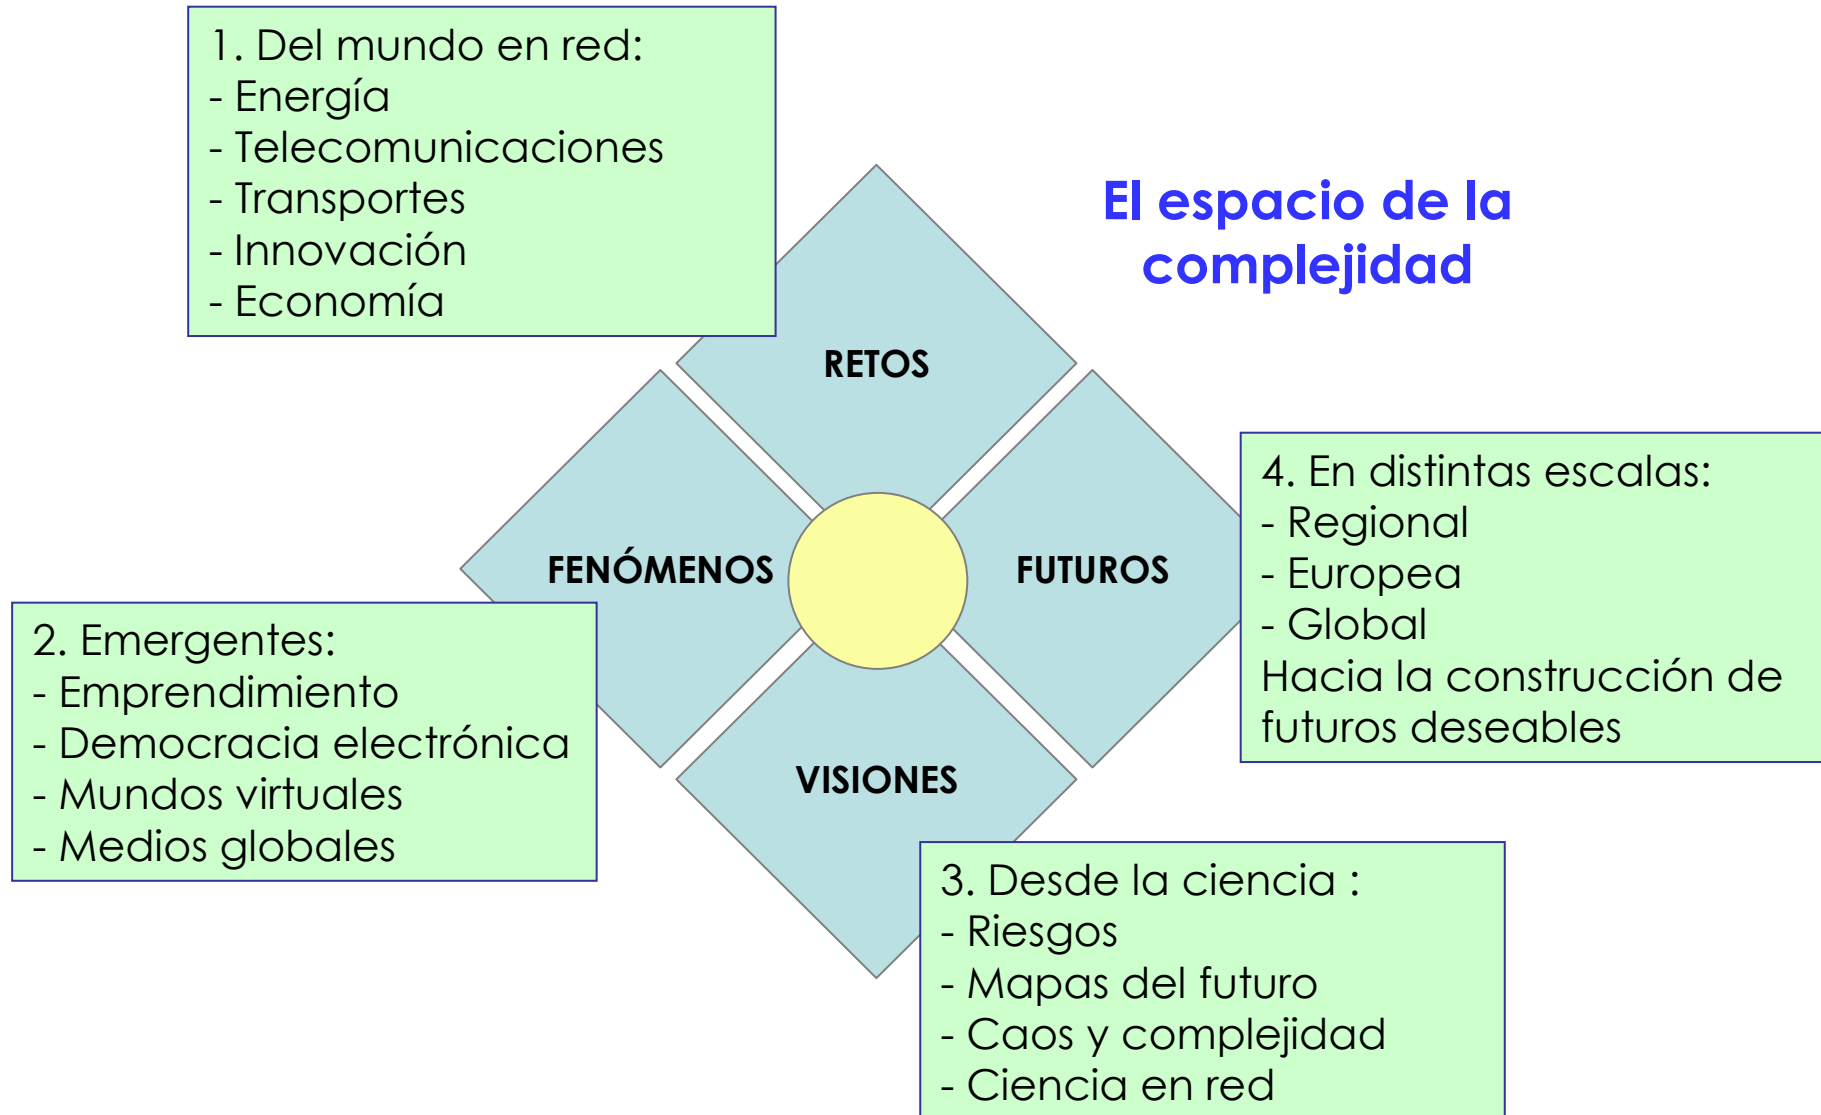 1. Del mundo en red:
- Energía
- Telecomunicaciones
- Transportes
- Innovación
- Economía
El espacio de la
complejidad
RETOS
FENÓMENOS
FUTUROS
VISIONES
2. Emergentes:
- Emprendimiento
- Democracia electrónica
- Mundos virtuales
- Medios globales
3. Desde la ciencia :
- Riesgos
- Mapas del futuro
- Caos y complejidad
- Ciencia en red
4. En distintas escalas:
- Regional
- Europea
- Global
Hacia la construcción de
futuros deseables